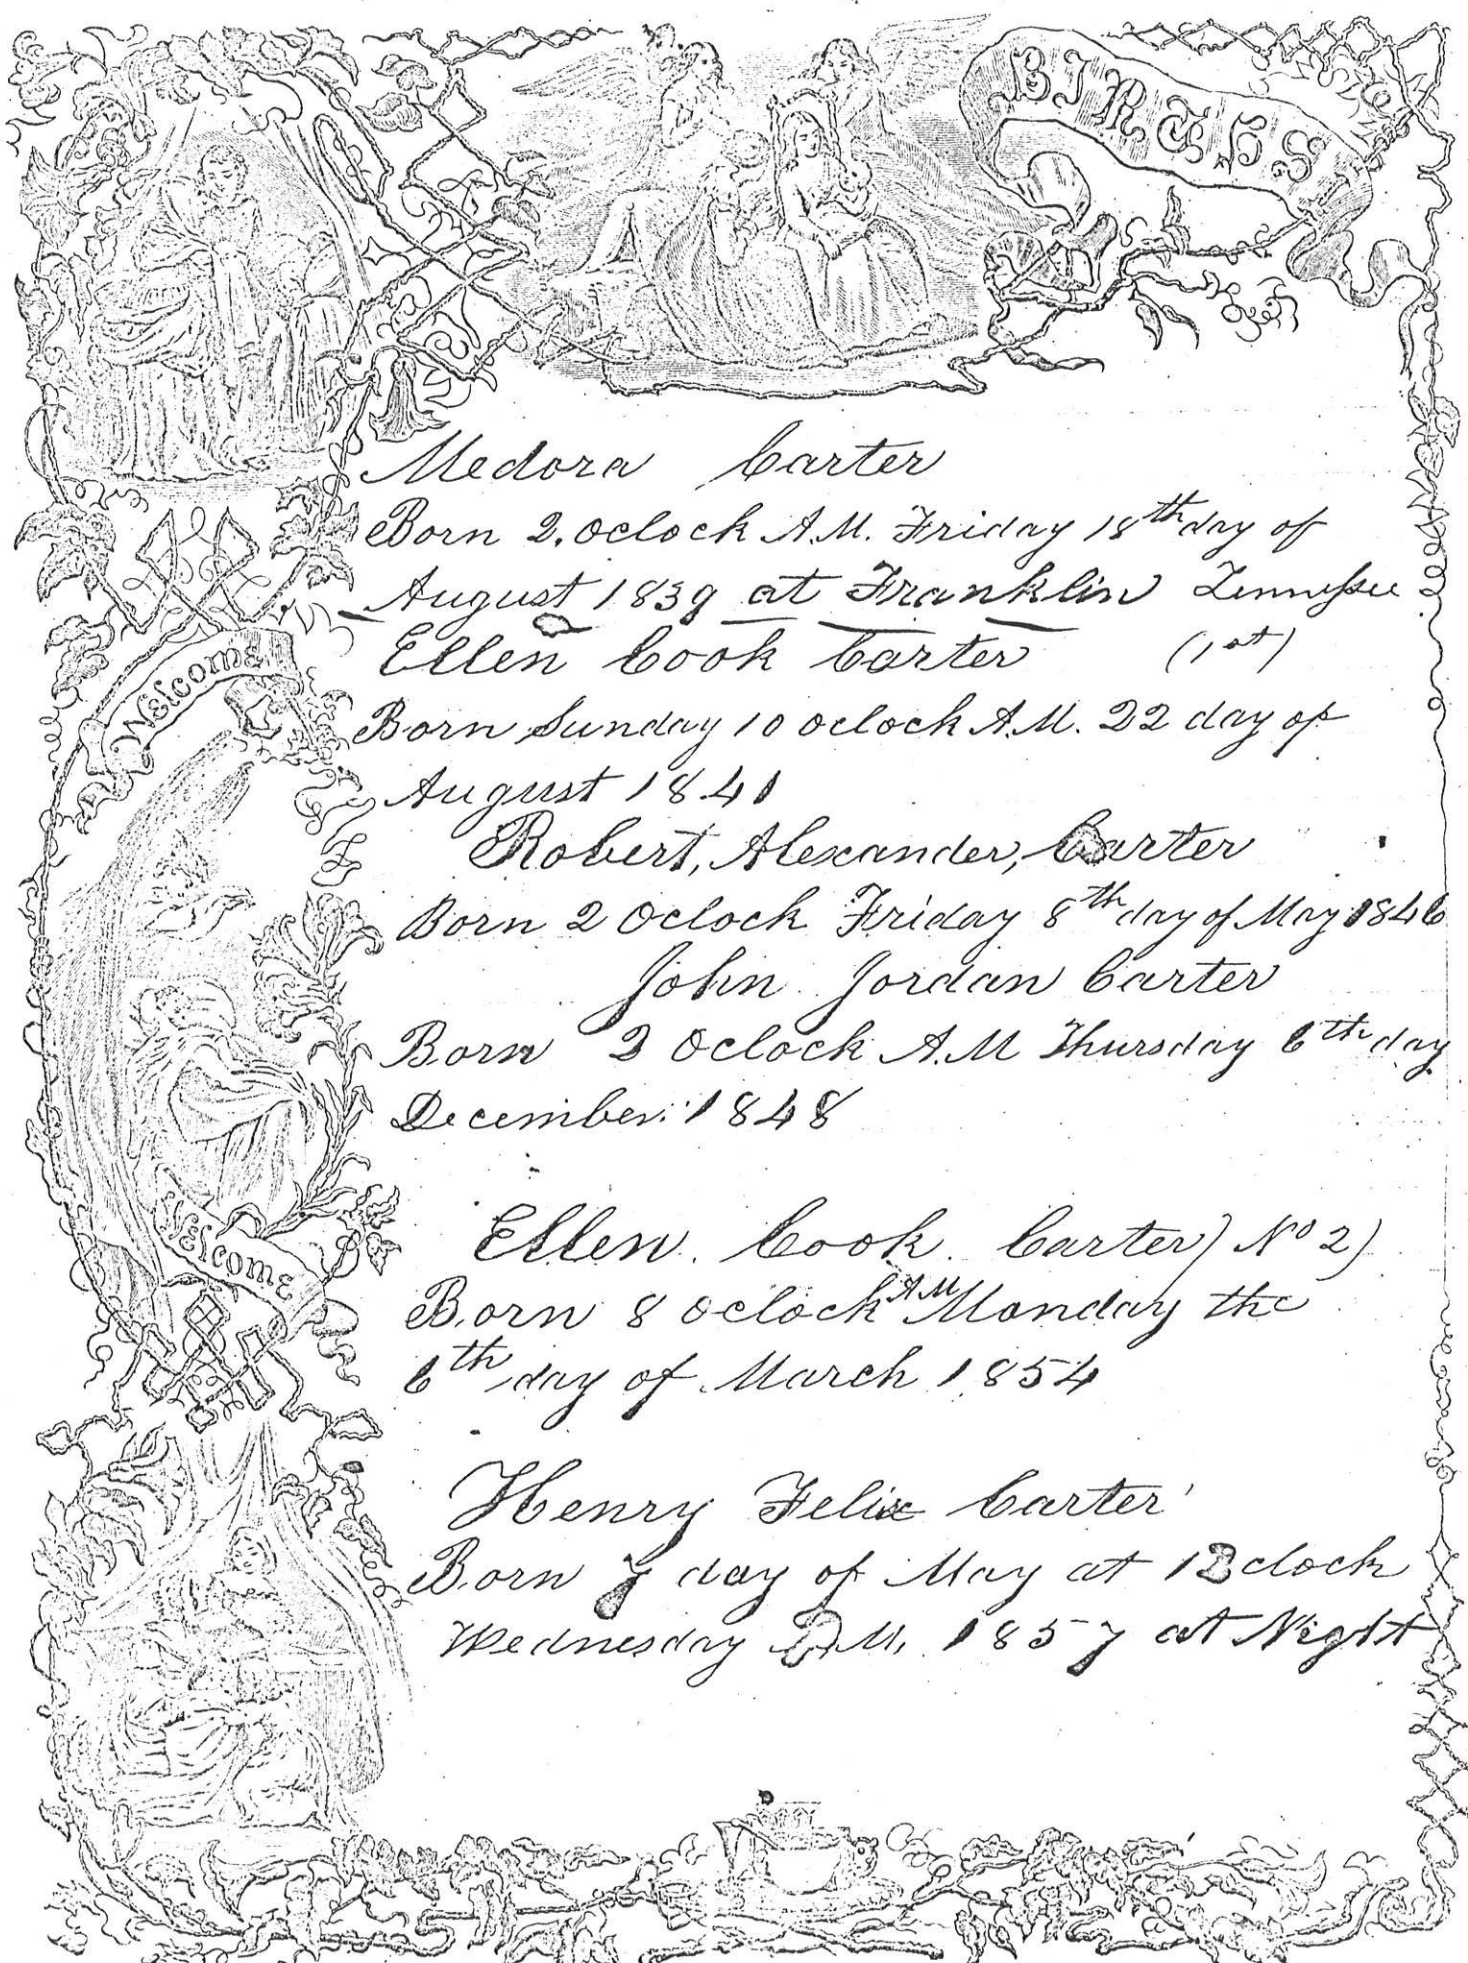 BIRTHS
Medora Carter
Born 2. Oclock A.M. Friday 18th day of
August 1839 at Franklin Tennessee
Welcome
Ellen Cook Carter (1st)
Born Sunday 10 oclock A.M. 22 day of
August 1841
Robert, Alexander, Carter
Born 2 Oclock Friday 8th day of May 1846
John Jordan Carter
Born 2 Oclock A.M Thursday 6th day
December 1848
Welcome
Ellen. Cook. Carter) No 2)
Born 8 oclock AM Monday the
6th day of March 1854
Henry Felix Carter
Born 7 day of May at 12 clock
Wednesday P.M. 1857 at Night